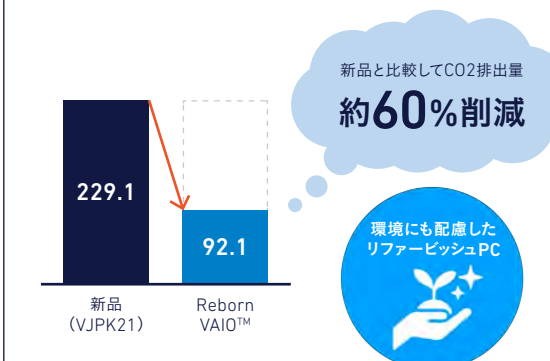 新品と比較してCO2排出量
約60%削減
229.1
92.1
新品
（VJPK21）
Reborn
VAIO™
環境にも配慮した
リファービッシュPC